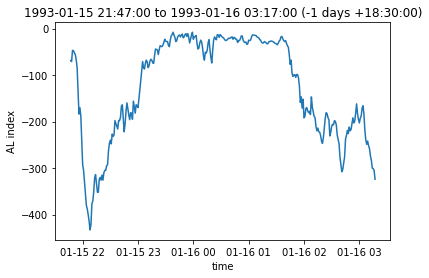 1993-01-15 21:47:00 to 1993-01-16 03:17:00 (-1 days +18:30:00)
0
−100
−200
−300
−400
AL index
01-15 22 01-15 23 01-16 00 01-16 01 01-16 02 01-16 03
time